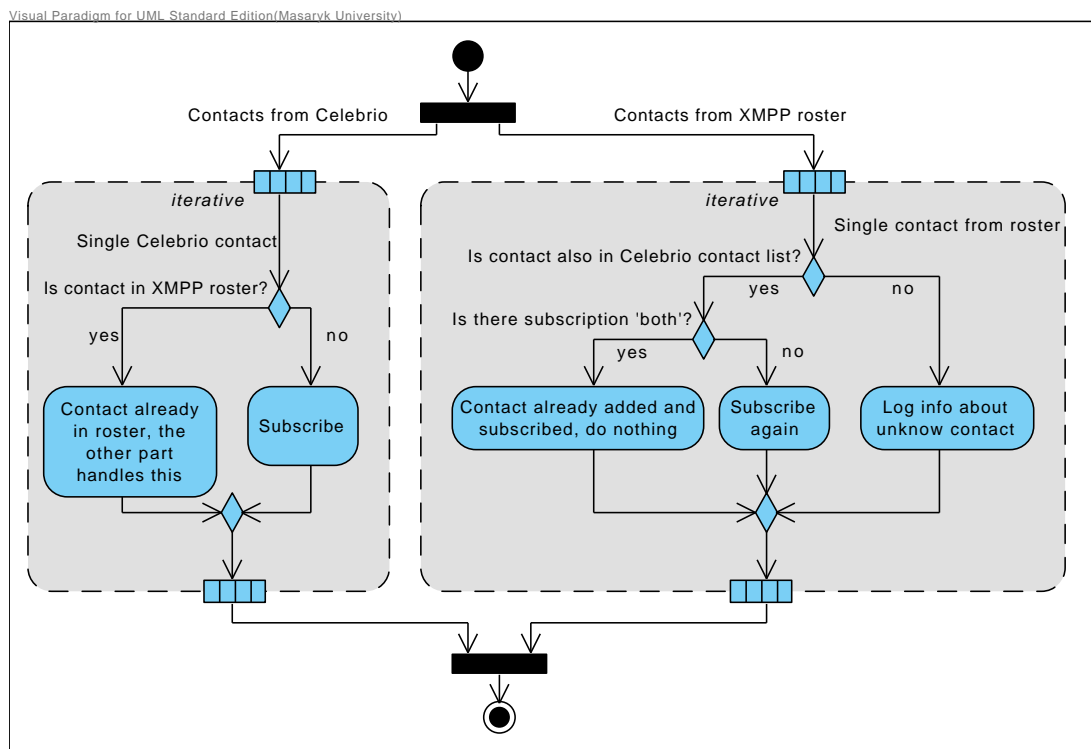 Visual Paradigm for UML Standard Edition(Masaryk University)
Contacts from Celebrio
Contacts from XMPP roster
iterative
iterative
Single Celebrio contact
Single contact from roster
Is contact also in Celebrio contact list?
Is contact in XMPP roster?
yes
no
Is there subscription 'both'?
yes
no
yes
no
Contact already
in roster, the
other part
handles this
Subscribe
Contact already added and
subscribed, do nothing
Subscribe
again
Log info about
unknow contact